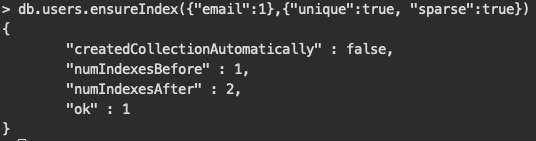 > db.users.ensureIndex({"email":1},{"unique":true, "sparse":true})
{
        "createdCollectionAutomatically" : false,
        "numIndexesBefore" : 1,
        "numIndexesAfter" : 2,
        "ok" : 1
}